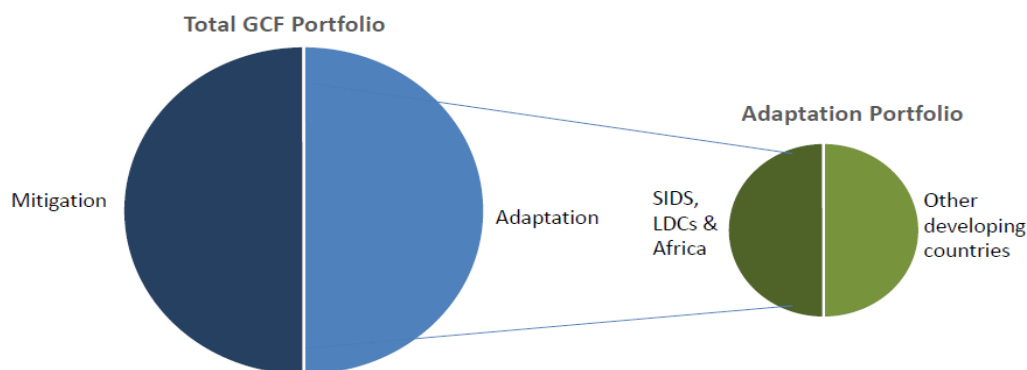 Total GCF Portfolio
Adaptation Portfolio
Mitigation
Adaptation
SIDS,
LDCs &
Africa
Other
developing
countries